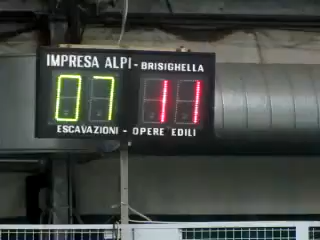 IMPRESA ALPI - BRISIGHELLA
07 11
ESCAVAZIONI - OPERE EDILI